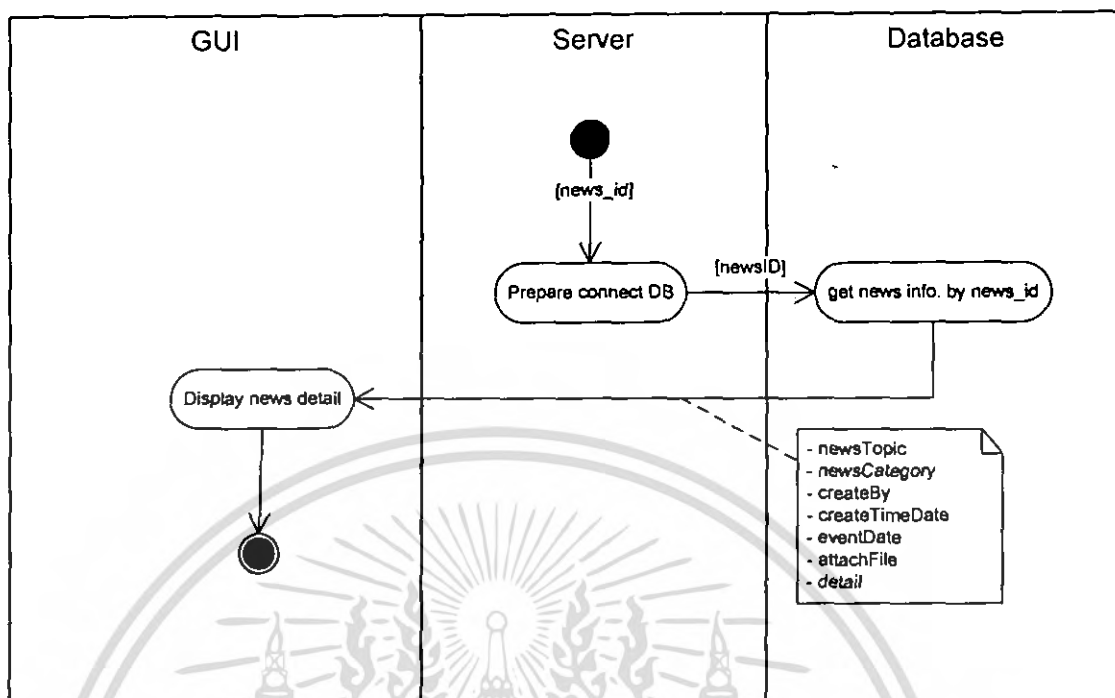 GUI
Server
Database
[news_id]
Prepare connect DB
[newsID]
get news info. by news_id
Display news detail
- newsTopic
- newsCategory
- createBy
- createTimeDate
- eventDate
- attachFile
- detail